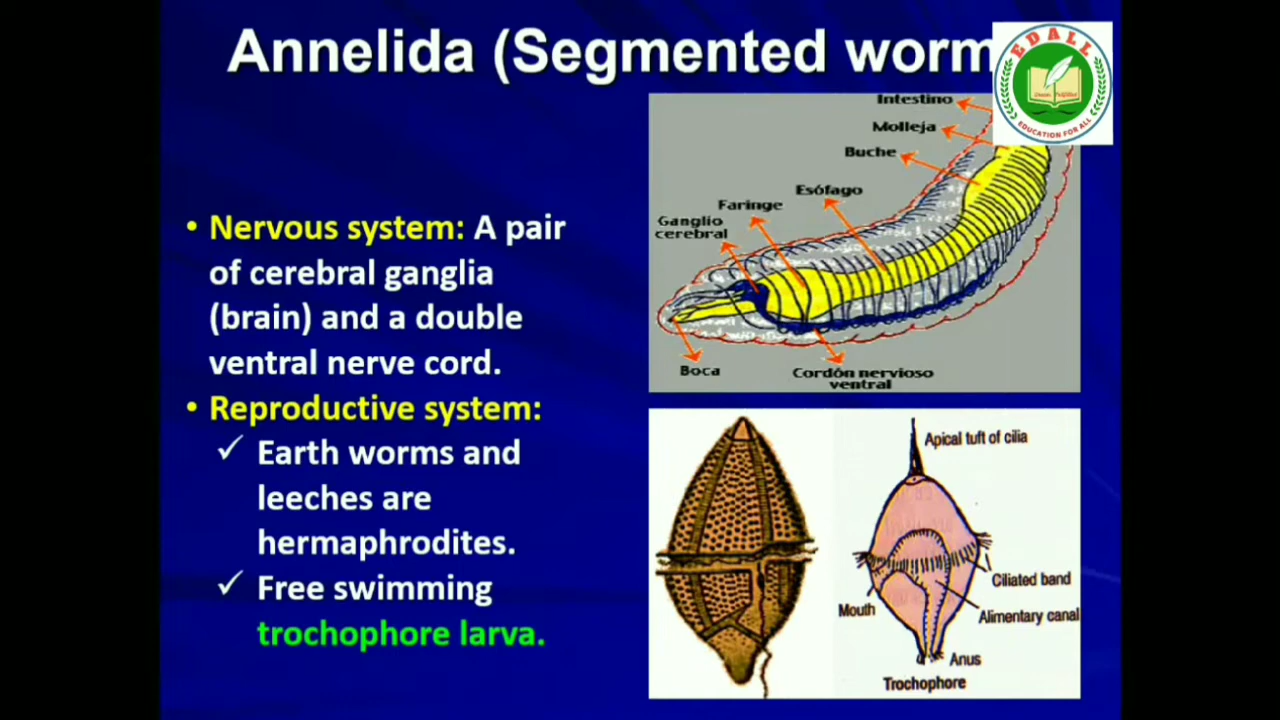 Annelida (Segmented worm
EDALL
EDUCATION FOR ALL
• Nervous system: A pair
of cerebral ganglia
(brain) and a double
ventral nerve cord.
• Reproductive system:
✓ Earth worms and
leeches are
hermaphrodites.
✓ Free swimming
trochophore larva.
Intestino
Molleja
Buche
Esófago
Faringe
Ganglio
cerebral
Boca
Cordón nervioso
ventral
Apical tuft of cilia
Ciliated band
Mouth
Alimentary canal
Anus
Trochophore